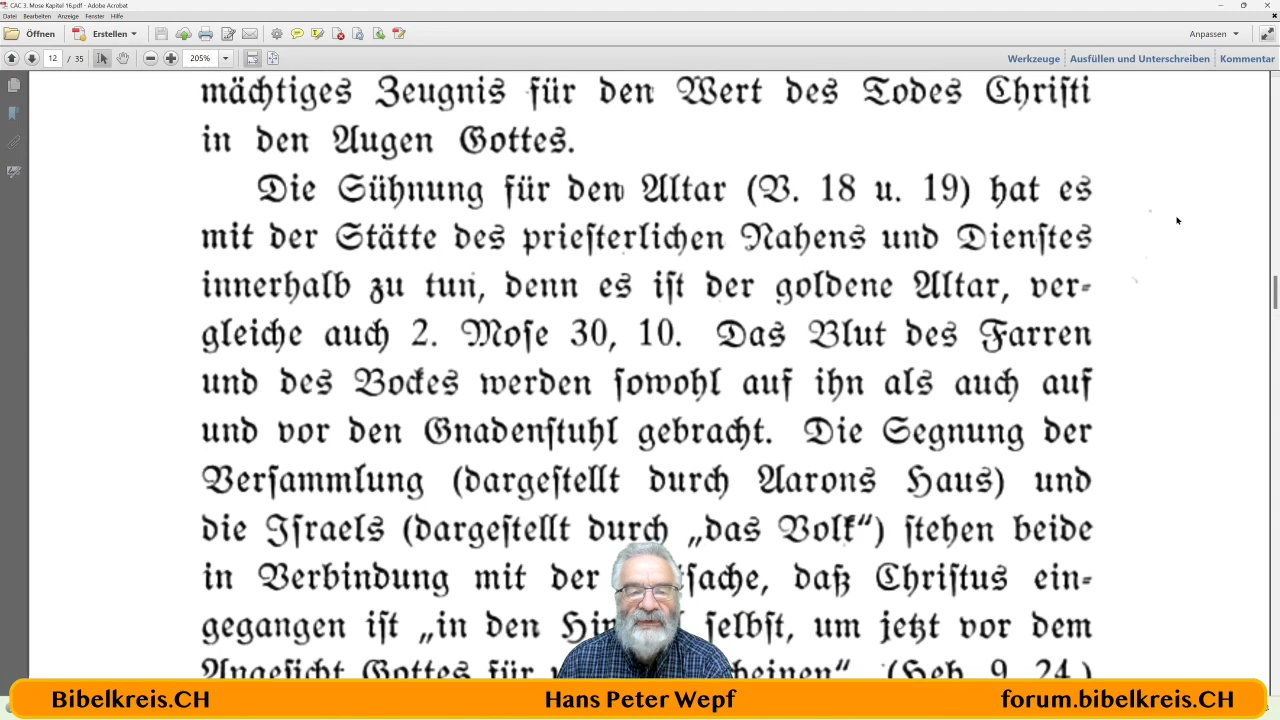 CAC 3. Mose Kapitel 16.pdf - Adobe Acrobat
Datei Bearbeiten Anzeige Fenster Hilfe
Öffnen Erstellen Anpassen
12 / 35 205% Werkzeuge Ausfüllen und Unterschreiben Kommentar
mächtiges Zeugnis für den Wert des Todes Christi
in den Augen Gottes.
Die Sühnung für den Altar (V. 18 u. 19) hat es
mit der Stätte des priesterlichen Nahens und Dienstes
innerhalb zu tun, denn es ist der goldene Altar, ver-
gleiche auch 2. Mose 30, 10. Das Blut des Farren
und des Bockes werden sowohl auf ihn als auch auf
und vor den Gnadenstuhl gebracht. Die Segnung der
Versammlung (dargestellt durch Aarons Haus) und
die Israels (dargestellt durch „das Volk“) stehen beide
in Verbindung mit der daß Christus ein-
gegangen ist „in den selbst, um jetzt vor dem
Angesicht Gottes für (Heb. 9, 24.)
Bibelkreis.CH Hans Peter Wepf forum.bibelkreis.CH